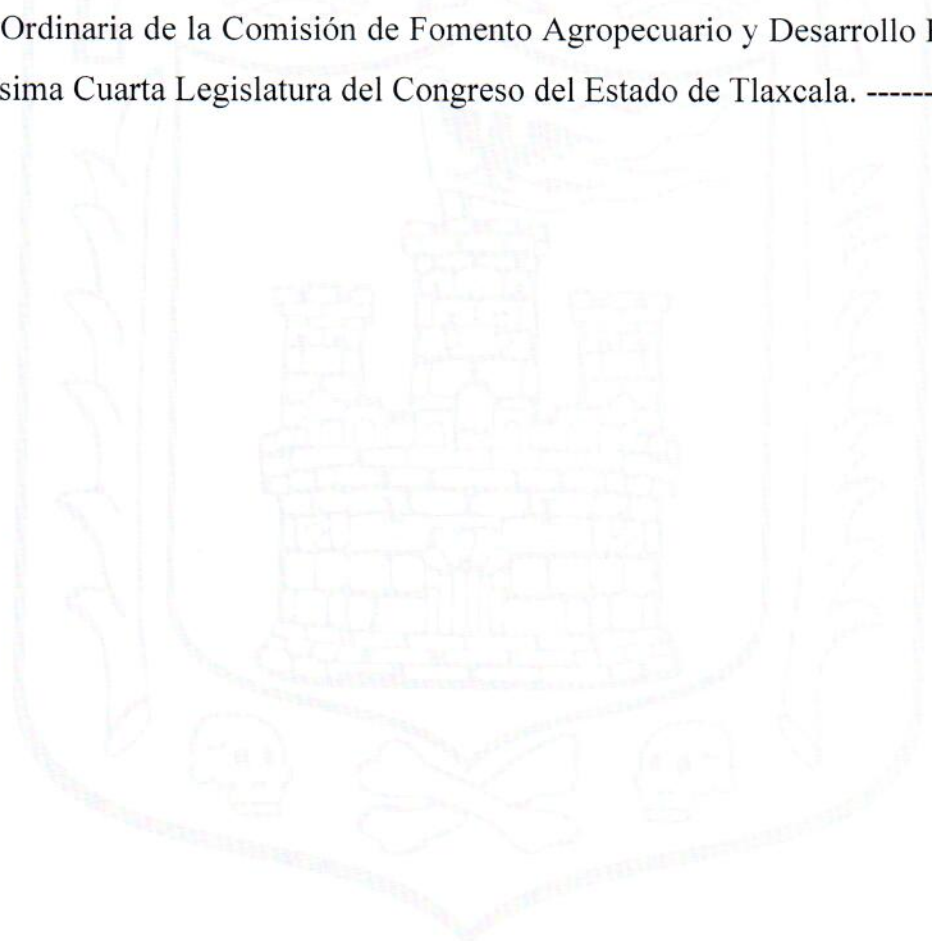 Ordinaria de la Comisión de Fomento Agropecuario y Desarrollo
sima Cuarta Legislatura del Congreso del Estado de Tlaxcala. ------